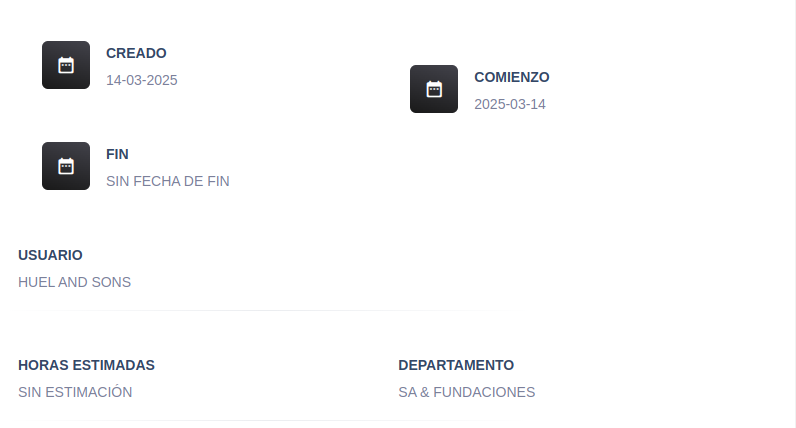 CREADO
14-03-2025
COMIENZO
2025-03-14
FIN
SIN FECHA DE FIN
USUARIO
HUEL AND SONS
HORAS ESTIMADAS
SIN ESTIMACIÓN
DEPARTAMENTO
SA & FUNDACIONES